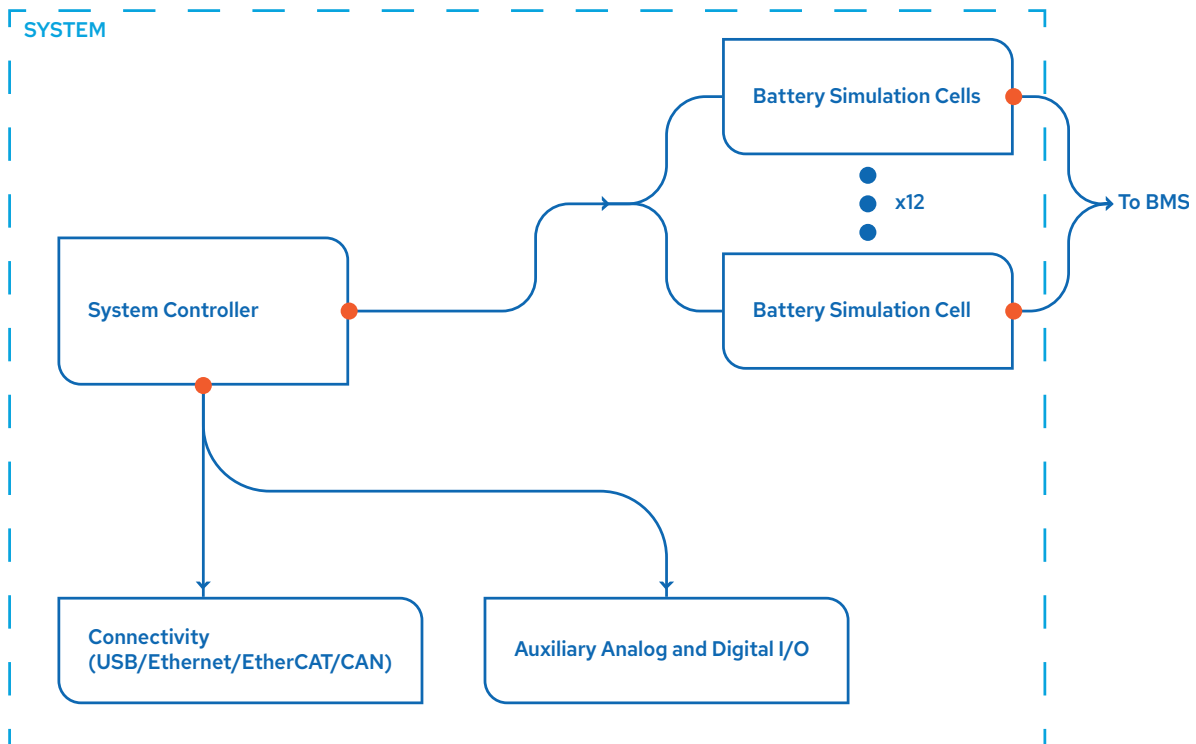 SYSTEM
Battery Simulation Cells
x12
To BMS
Battery Simulation Cell
System Controller
Connectivity
(USB/Ethernet/EtherCAT/CAN)
Auxiliary Analog and Digital I/O